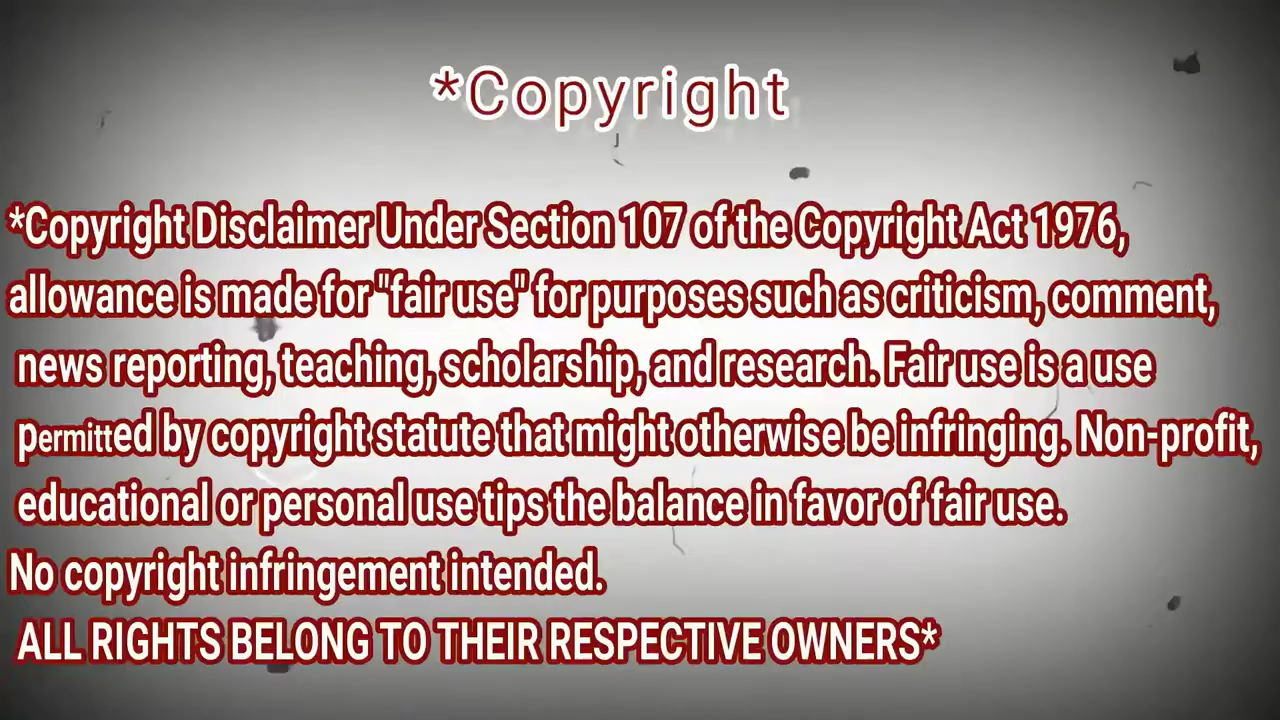 *Copyright
*Copyright Disclaimer Under Section 107 of the Copyright Act 1976,
allowance is made for "fair use" for purposes such as criticism, comment,
news reporting, teaching, scholarship, and research. Fair use is a use
permitted by copyright statute that might otherwise be infringing. Non-profit,
educational or personal use tips the balance in favor of fair use.
No copyright infringement intended.
ALL RIGHTS BELONG TO THEIR RESPECTIVE OWNERS*